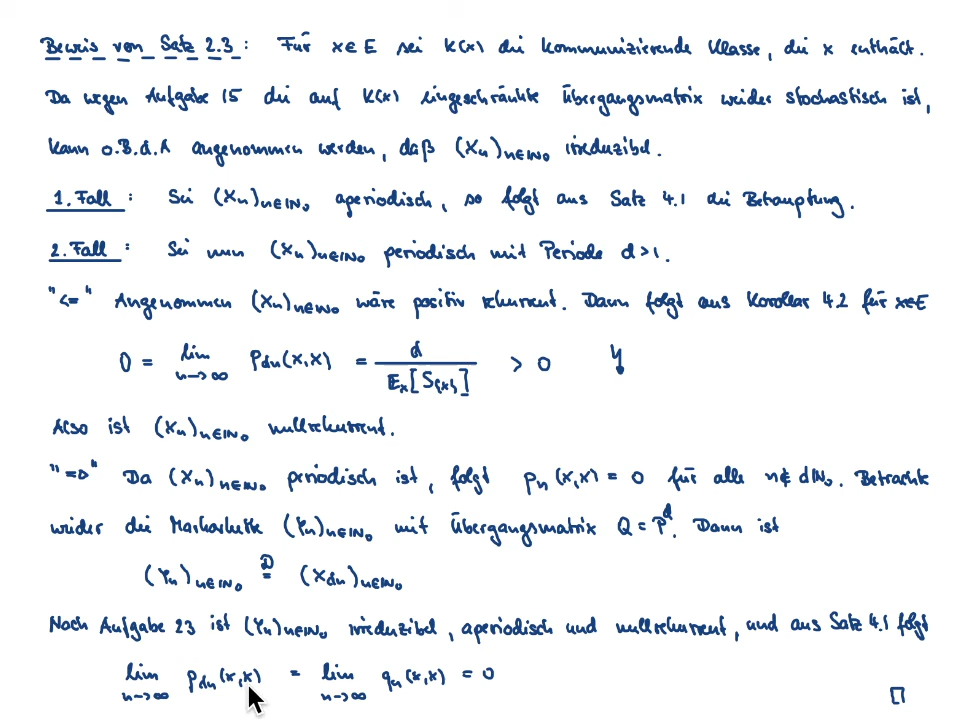 Beweis von Satz 2.3 : Für x∈E sei K(x) die kommunizierende Klasse, die x enthält.
Da wegen Aufgabe 15 die auf K(x) eingeschränkte Übergangsmatrix wieder stochastisch ist,
kann o.B.d.A angenommen werden, daß (Xn)n∈ℕ₀ irreduzibel.
1. Fall : Sei (Xn)n∈ℕ₀ aperiodisch, so folgt aus Satz 4.1 die Behauptung.
2. Fall : Sei nun (Xn)n∈ℕ₀ periodisch mit Periode d>1.
"<=" Angenommen (Xn)n∈ℕ₀ wäre positiv rekurrent. Dann folgt aus Korollar 4.2 für x∈E
0 = lim n->∞ pdn(x,x) = d / 𝔼x[S{x}] > 0 ↯
Also ist (Xn)n∈ℕ₀ nullrekurrent.
"=>" Da (Xn)n∈ℕ₀ periodisch ist, folgt pn(x,x) = 0 für alle n∉dℕ₀. Betrachte
wieder die Markovkette (Yn)n∈ℕ₀ mit Übergangsmatrix Q = P^d. Dann ist
(Yn)n∈ℕ₀ 𝒟= (Xdn)n∈ℕ₀
Nach Aufgabe 23 ist (Yn)n∈ℕ₀ irreduzibel, aperiodisch und nullrekurrent, und aus Satz 4.1 folgt
lim n->∞ pdn(x,x) = lim n->∞ qn(x,x) = 0 □